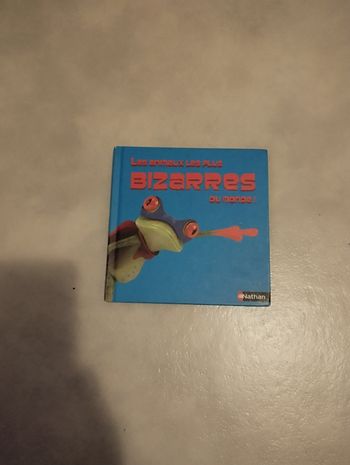 Les animaux les plus
BIZARRES
du monde !
Nathan